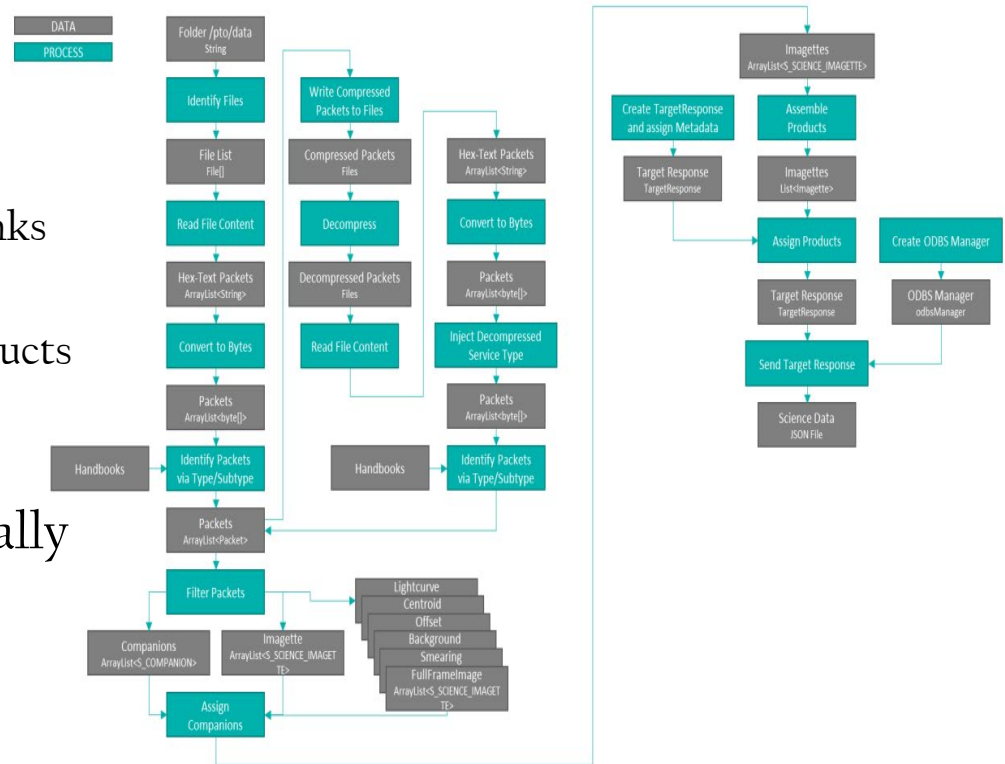 DATA
PROCESS
nks
ucts
ally
Folder /pto/data
String
Identify Files
File List
File[]
Read File Content
Hex-Text Packets
ArrayList<String>
Convert to Bytes
Packets
ArrayList<byte[]>
Handbooks
Identify Packets
via Type/Subtype
Packets
ArrayList<Packet>
Filter Packets
Companions
ArrayList<S_COMPANION>
Imagette
ArrayList<S_SCIENCE_IMAGET
TE>
Lightcurve
Centroid
Offset
Background
Smearing
FullFrameImage
ArrayList<S_SCIENCE_IMAGET
TE>
Assign
Companions
Write Compressed
Packets to Files
Compressed Packets
Files
Decompress
Decompressed Packets
Files
Read File Content
Hex-Text Packets
ArrayList<String>
Convert to Bytes
Packets
ArrayList<byte[]>
Inject Decompressed
Service Type
Packets
ArrayList<byte[]>
Handbooks
Identify Packets
via Type/Subtype
Imagettes
ArrayList<S_SCIENCE_IMAGETTE>
Create TargetResponse
and assign Metadata
Assemble
Products
Target Response
TargetResponse
Imagettes
List<Imagette>
Assign Products
Create ODBS Manager
Target Response
TargetResponse
ODBS Manager
odbsManager
Send Target Response
Science Data
JSON File